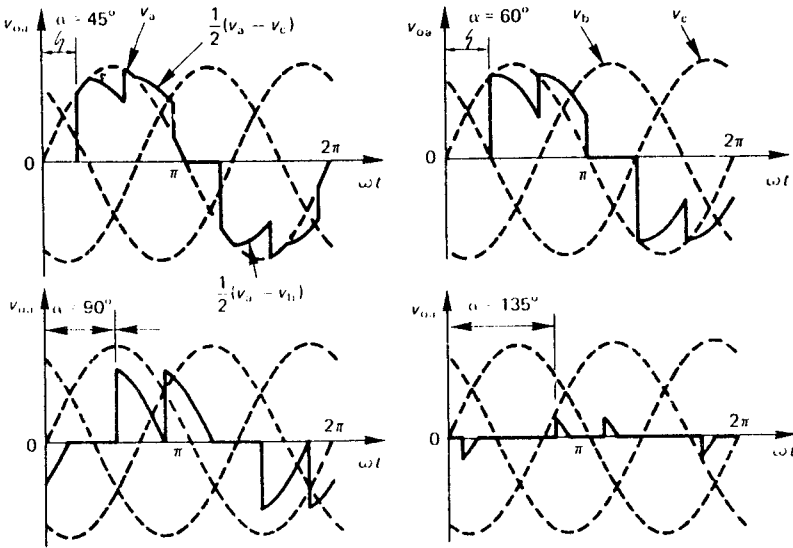 v_oa α = 45° v_a ½(v_a − v_c)
0 π 2π ωt
½(v_a − v_b)
v_oa α = 60° v_b v_c
0 π 2π ωt
v_oa α = 90°
0 π 2π ωt
v_oa α = 135°
0 π 2π ωt